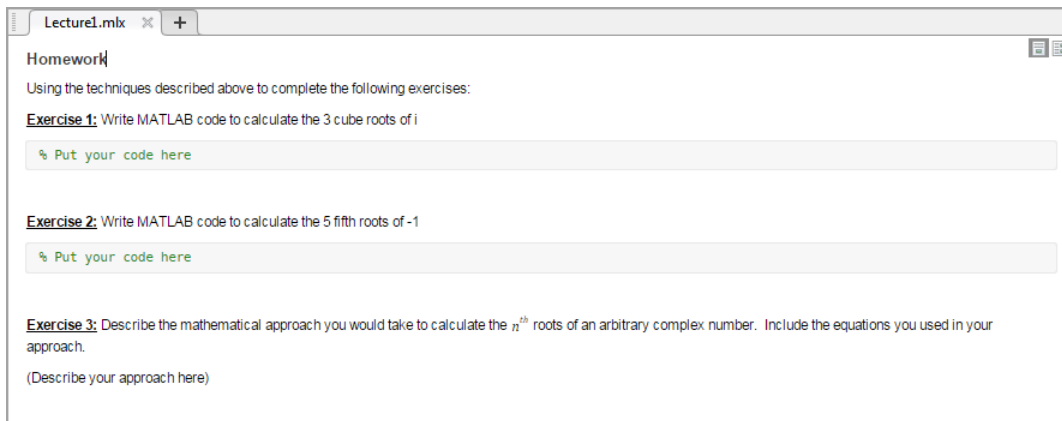 Lecture1.mlx
Homework
Using the techniques described above to complete the following exercises:
Exercise 1: Write MATLAB code to calculate the 3 cube roots of i
% Put your code here
Exercise 2: Write MATLAB code to calculate the 5 fifth roots of -1
% Put your code here
Exercise 3: Describe the mathematical approach you would take to calculate the n^th roots of an arbitrary complex number. Include the equations you used in your
approach.
(Describe your approach here)